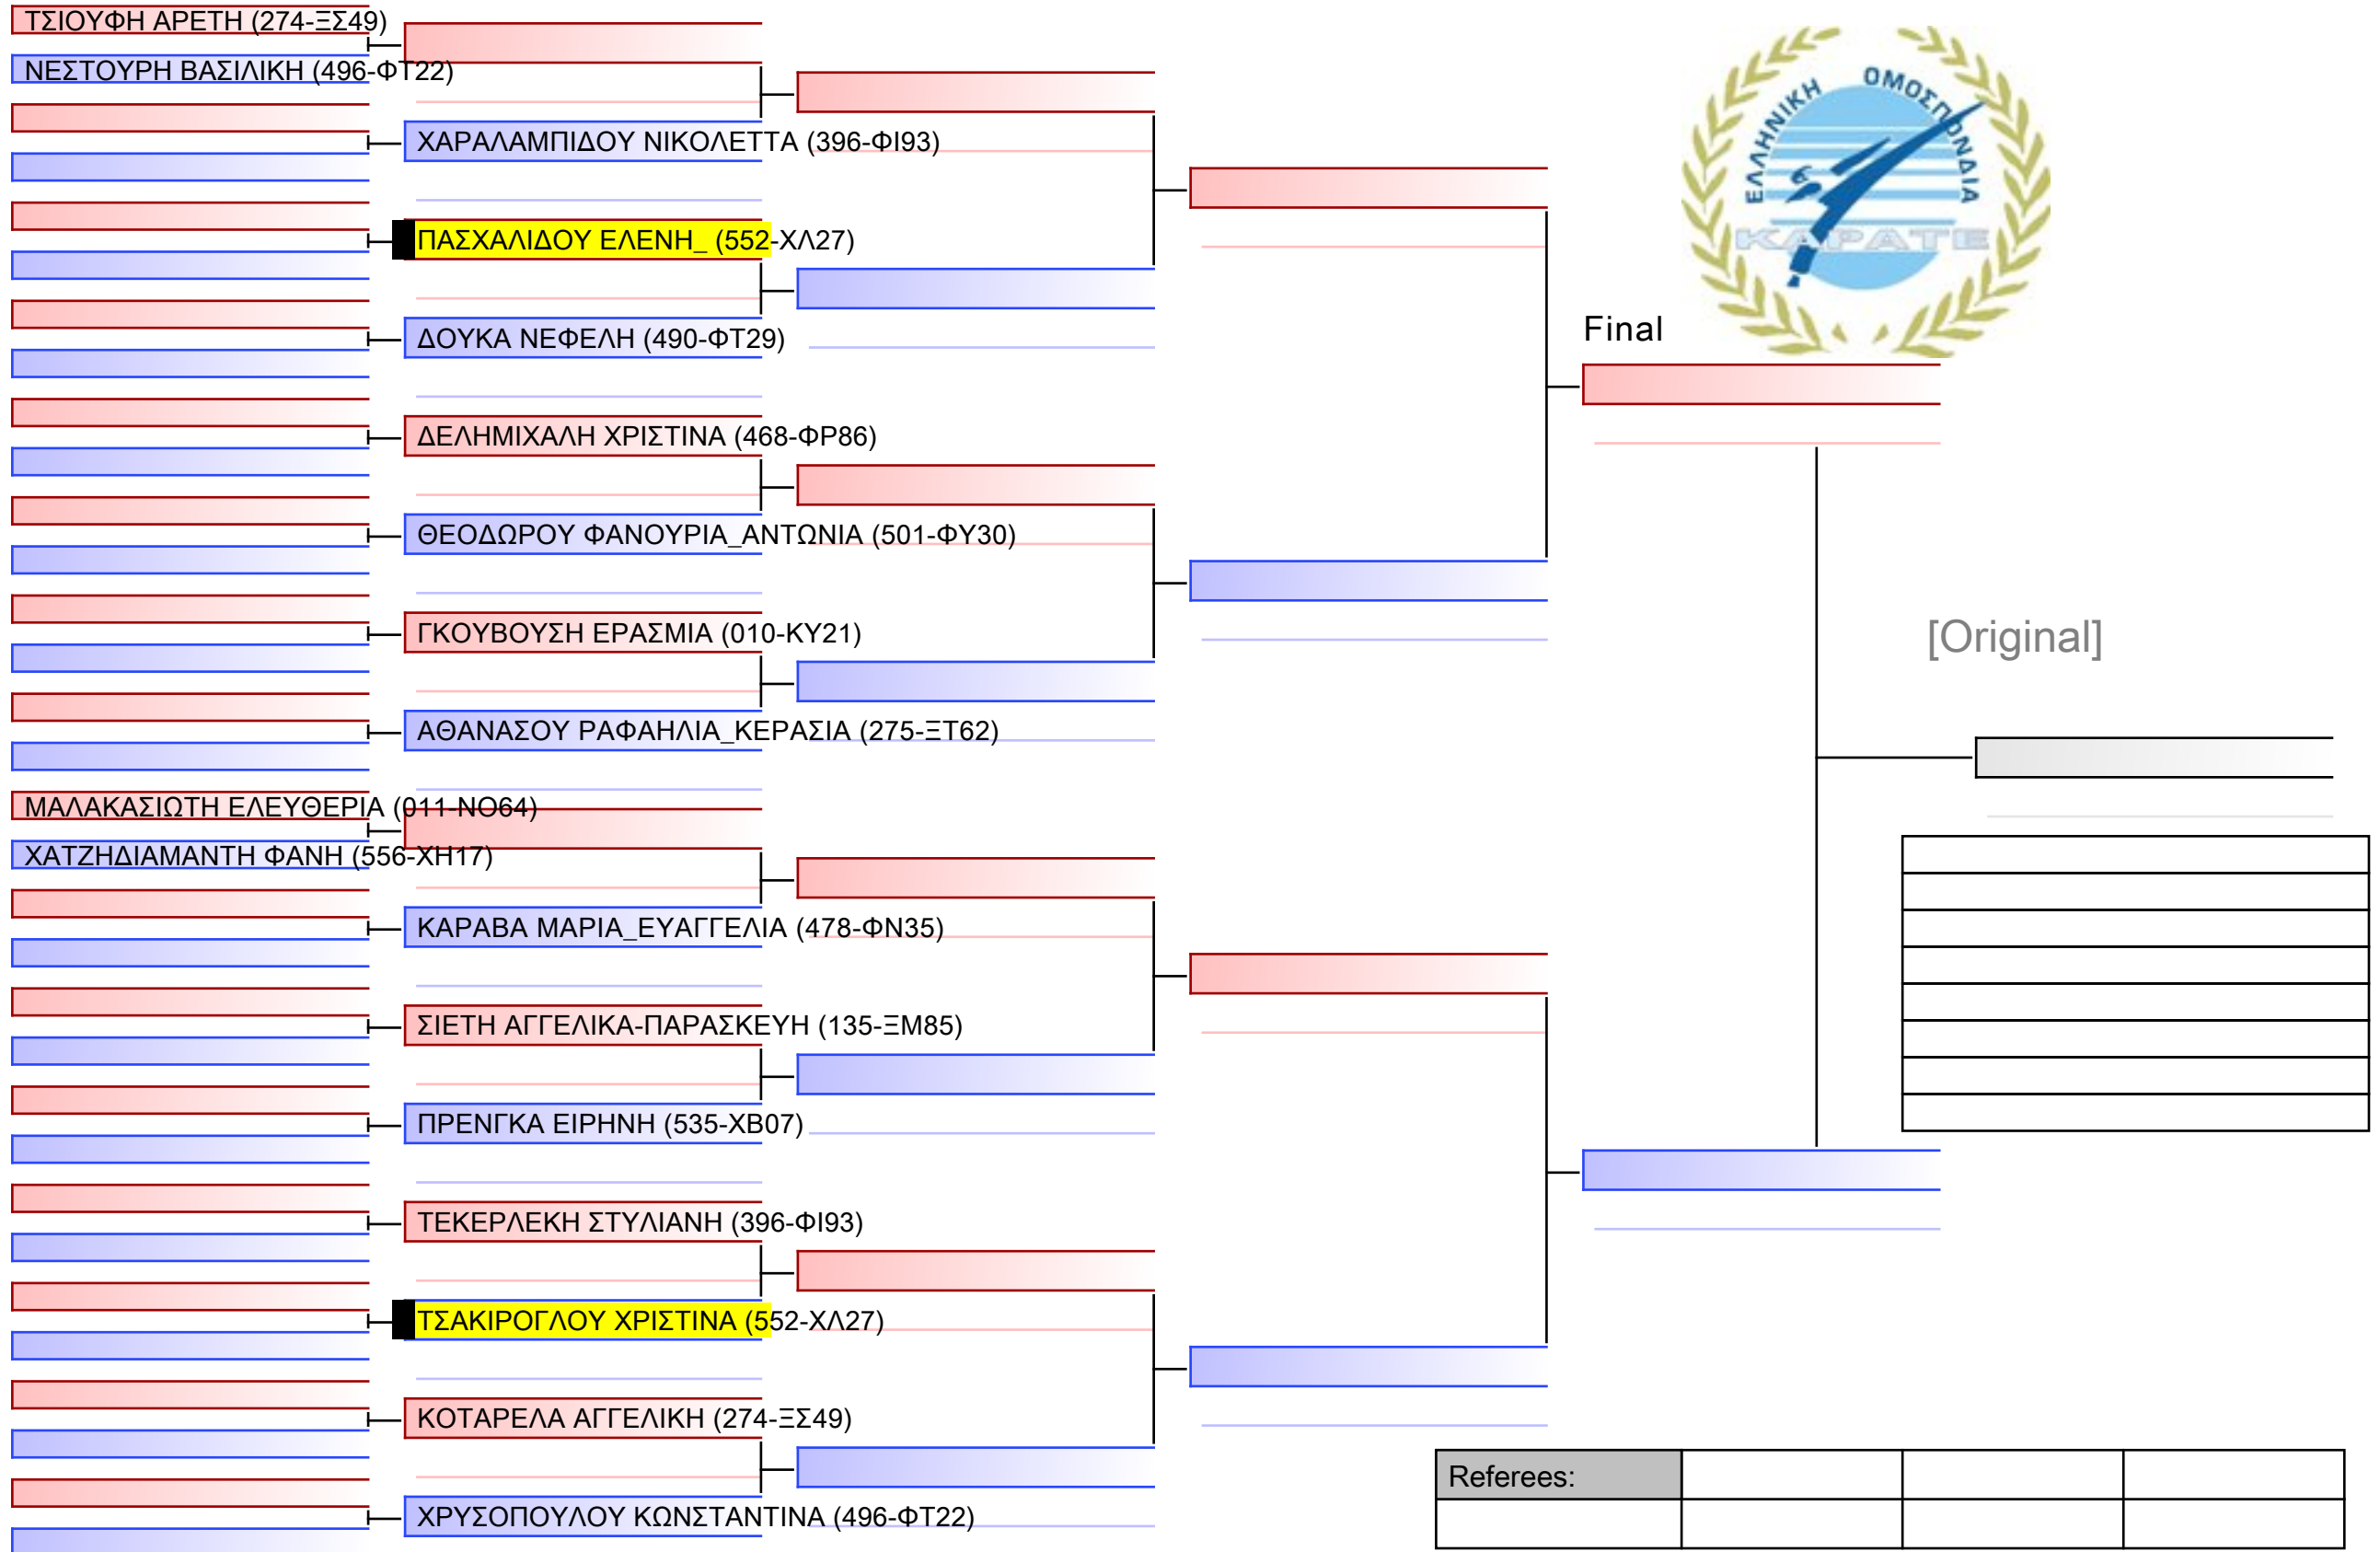 ΤΣΙΟΥΦΗ ΑΡΕΤΗ (274-ΞΣ49)
ΝΕΣΤΟΥΡΗ ΒΑΣΙΛΙΚΗ (496-ΦΤ22)
ΧΑΡΑΛΑΜΠΙΔΟΥ ΝΙΚΟΛΕΤΤΑ (396-ΦΙ93)
ΠΑΣΧΑΛΙΔΟΥ ΕΛΕΝΗ_ (552-ΧΛ27)
ΔΟΥΚΑ ΝΕΦΕΛΗ (490-ΦΤ29)
ΔΕΛΗΜΙΧΑΛΗ ΧΡΙΣΤΙΝΑ (468-ΦΡ86)
ΘΕΟΔΩΡΟΥ ΦΑΝΟΥΡΙΑ_ΑΝΤΩΝΙΑ (501-ΦΥ30)
ΓΚΟΥΒΟΥΣΗ ΕΡΑΣΜΙΑ (010-ΚΥ21)
ΑΘΑΝΑΣΟΥ ΡΑΦΑΗΛΙΑ_ΚΕΡΑΣΙΑ (275-ΞΤ62)
ΜΑΛΑΚΑΣΙΩΤΗ ΕΛΕΥΘΕΡΙΑ (011-ΝΟ64)
ΧΑΤΖΗΔΙΑΜΑΝΤΗ ΦΑΝΗ (556-ΧΗ17)
ΚΑΡΑΒΑ ΜΑΡΙΑ_ΕΥΑΓΓΕΛΙΑ (478-ΦΝ35)
ΣΙΕΤΗ ΑΓΓΕΛΙΚΑ-ΠΑΡΑΣΚΕΥΗ (135-ΞΜ85)
ΠΡΕΝΓΚΑ ΕΙΡΗΝΗ (535-ΧΒ07)
ΤΕΚΕΡΛΕΚΗ ΣΤΥΛΙΑΝΗ (396-ΦΙ93)
ΤΣΑΚΙΡΟΓΛΟΥ ΧΡΙΣΤΙΝΑ (552-ΧΛ27)
ΚΟΤΑΡΕΛΑ ΑΓΓΕΛΙΚΗ (274-ΞΣ49)
ΧΡΥΣΟΠΟΥΛΟΥ ΚΩΝΣΤΑΝΤΙΝΑ (496-ΦΤ22)
ΕΛΛΗΝΙΚΗ ΟΜΟΣΠΟΝΔΙΑ
ΚΑΡΑΤΕ
Final
[Original]
Referees: